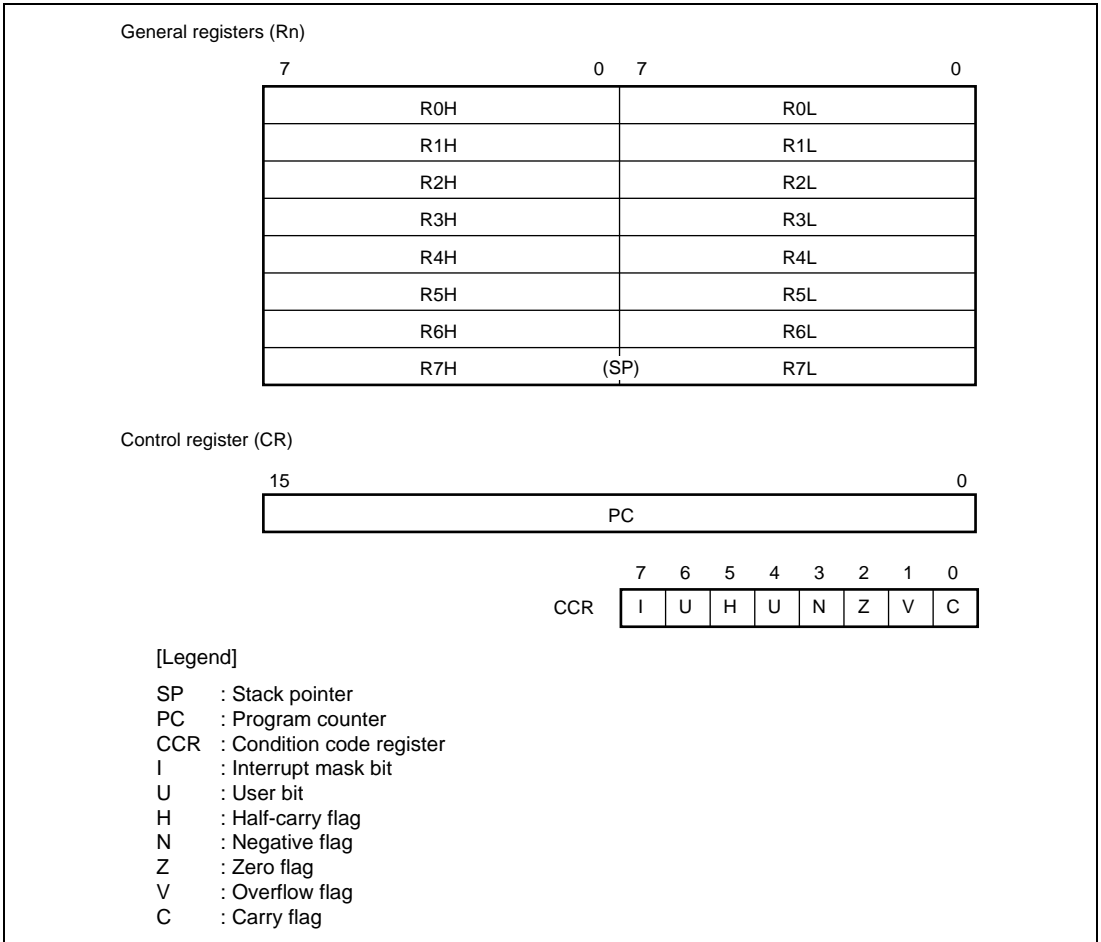 General registers (Rn)
7 0 7 0
R0H R0L
R1H R1L
R2H R2L
R3H R3L
R4H R4L
R5H R5L
R6H R6L
R7H (SP) R7L
Control register (CR)
15 0
PC
7 6 5 4 3 2 1 0
CCR I U H U N Z V C
[Legend]
SP : Stack pointer
PC : Program counter
CCR : Condition code register
I : Interrupt mask bit
U : User bit
H : Half-carry flag
N : Negative flag
Z : Zero flag
V : Overflow flag
C : Carry flag